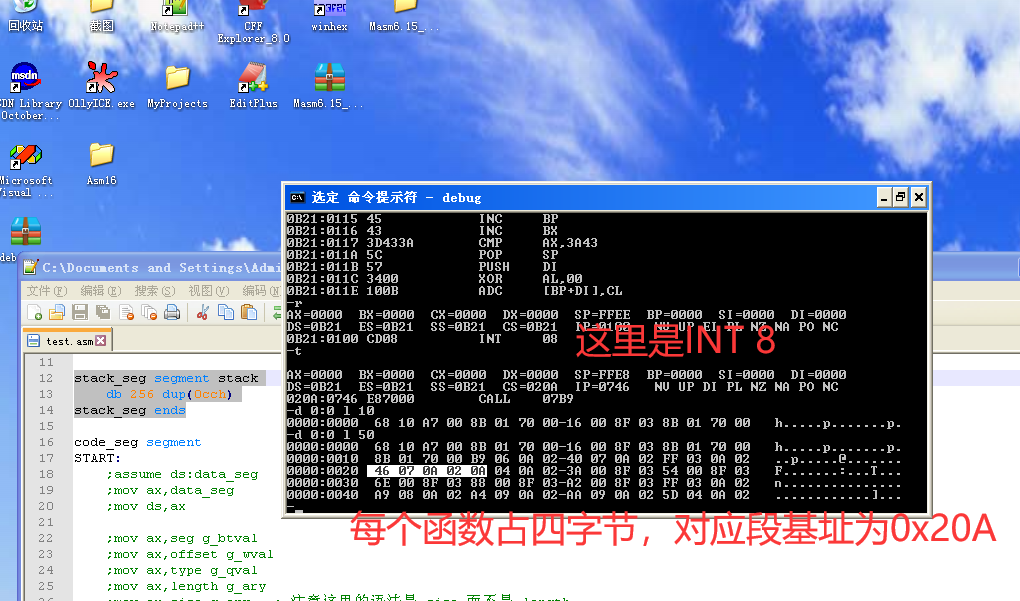 回收站
截图
Notepad++
CFF
Explorer_8.0
winhex
Masm6.15_...
msdn
DN Library
October...
OllyICE.exe
MyProjects
EditPlus
Masm6.15_...
Microsoft
Visual ...
Asm16
deb
C:\Documents and Settings\Admi
文件(F) 编辑(E) 搜索(S) 视图(V) 编码(N
test.asm
11
12 stack_seg segment stack
13 db 256 dup(0cch)
14 stack_seg ends
15
16 code_seg segment
17 START:
18 ;assume ds:data_seg
19 ;mov ax,data_seg
20 ;mov ds,ax
21
22 ;mov ax,seg g_btval
23 ;mov ax,offset g_wval
24 ;mov ax,type g_qval
25 ;mov ax,length g_ary
26
选定 命令提示符 - debug
0B21:0115 45 INC BP
0B21:0116 43 INC BX
0B21:0117 3D433A CMP AX,3A43
0B21:011A 5C POP SP
0B21:011B 57 PUSH DI
0B21:011C 3400 XOR AL,00
0B21:011E 100B ADC [BP+DI],CL
-r
AX=0000 BX=0000 CX=0000 DX=0000 SP=FFEE BP=0000 SI=0000 DI=0000
DS=0B21 ES=0B21 SS=0B21 CS=0B21 IP=0100 NV UP EI PL NZ NA PO NC
0B21:0100 CD08 INT 08
-t
AX=0000 BX=0000 CX=0000 DX=0000 SP=FFE8 BP=0000 SI=0000 DI=0000
DS=0B21 ES=0B21 SS=0B21 CS=020A IP=0746 NV UP DI PL NZ NA PO NC
020A:0746 E87000 CALL 07B9
-d 0:0 l 10
0000:0000 68 10 A7 00 8B 01 70 00-16 00 8F 03 8B 01 70 00 h.....p.......p.
-d 0:0 l 50
0000:0000 68 10 A7 00 8B 01 70 00-16 00 8F 03 8B 01 70 00 h.....p.......p.
0000:0010 8B 01 70 00 B9 06 0A 02-40 07 0A 02 FF 03 0A 02 ..p.....@.......
0000:0020 46 07 0A 02 0A 04 0A 02-3A 00 8F 03 54 00 8F 03 F.......:...T...
0000:0030 6E 00 8F 03 88 00 8F 03-A2 00 8F 03 FF 03 0A 02 n...............
0000:0040 A9 08 0A 02 A4 09 0A 02-AA 09 0A 02 5D 04 0A 02 ............]...
-
这里是INT 8
每个函数占四字节，对应段基址为0x20A